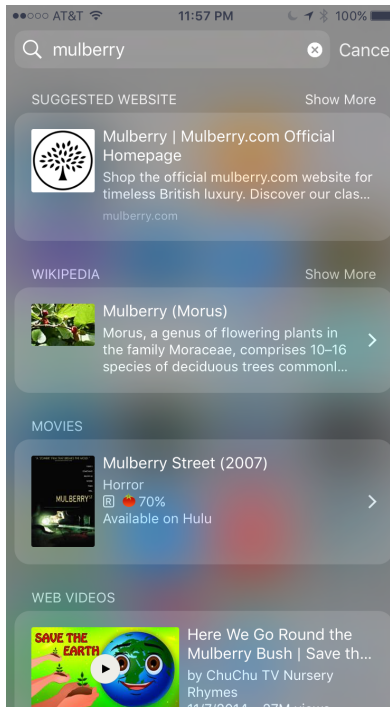 AT&T 11:57 PM 100%
mulberry Cance
SUGGESTED WEBSITE Show More
Mulberry | Mulberry.com Official
Homepage
Shop the official mulberry.com website for
timeless British luxury. Discover our clas...
mulberry.com
WIKIPEDIA Show More
Mulberry (Morus)
Morus, a genus of flowering plants in
the family Moraceae, comprises 10–16
species of deciduous trees commonl...
MOVIES
MULBERRY ST
Mulberry Street (2007)
Horror
R 70%
Available on Hulu
WEB VIDEOS
SAVE THE
EARTH
Here We Go Round the
Mulberry Bush | Save th...
by ChuChu TV Nursery
Rhymes
11/7/2014